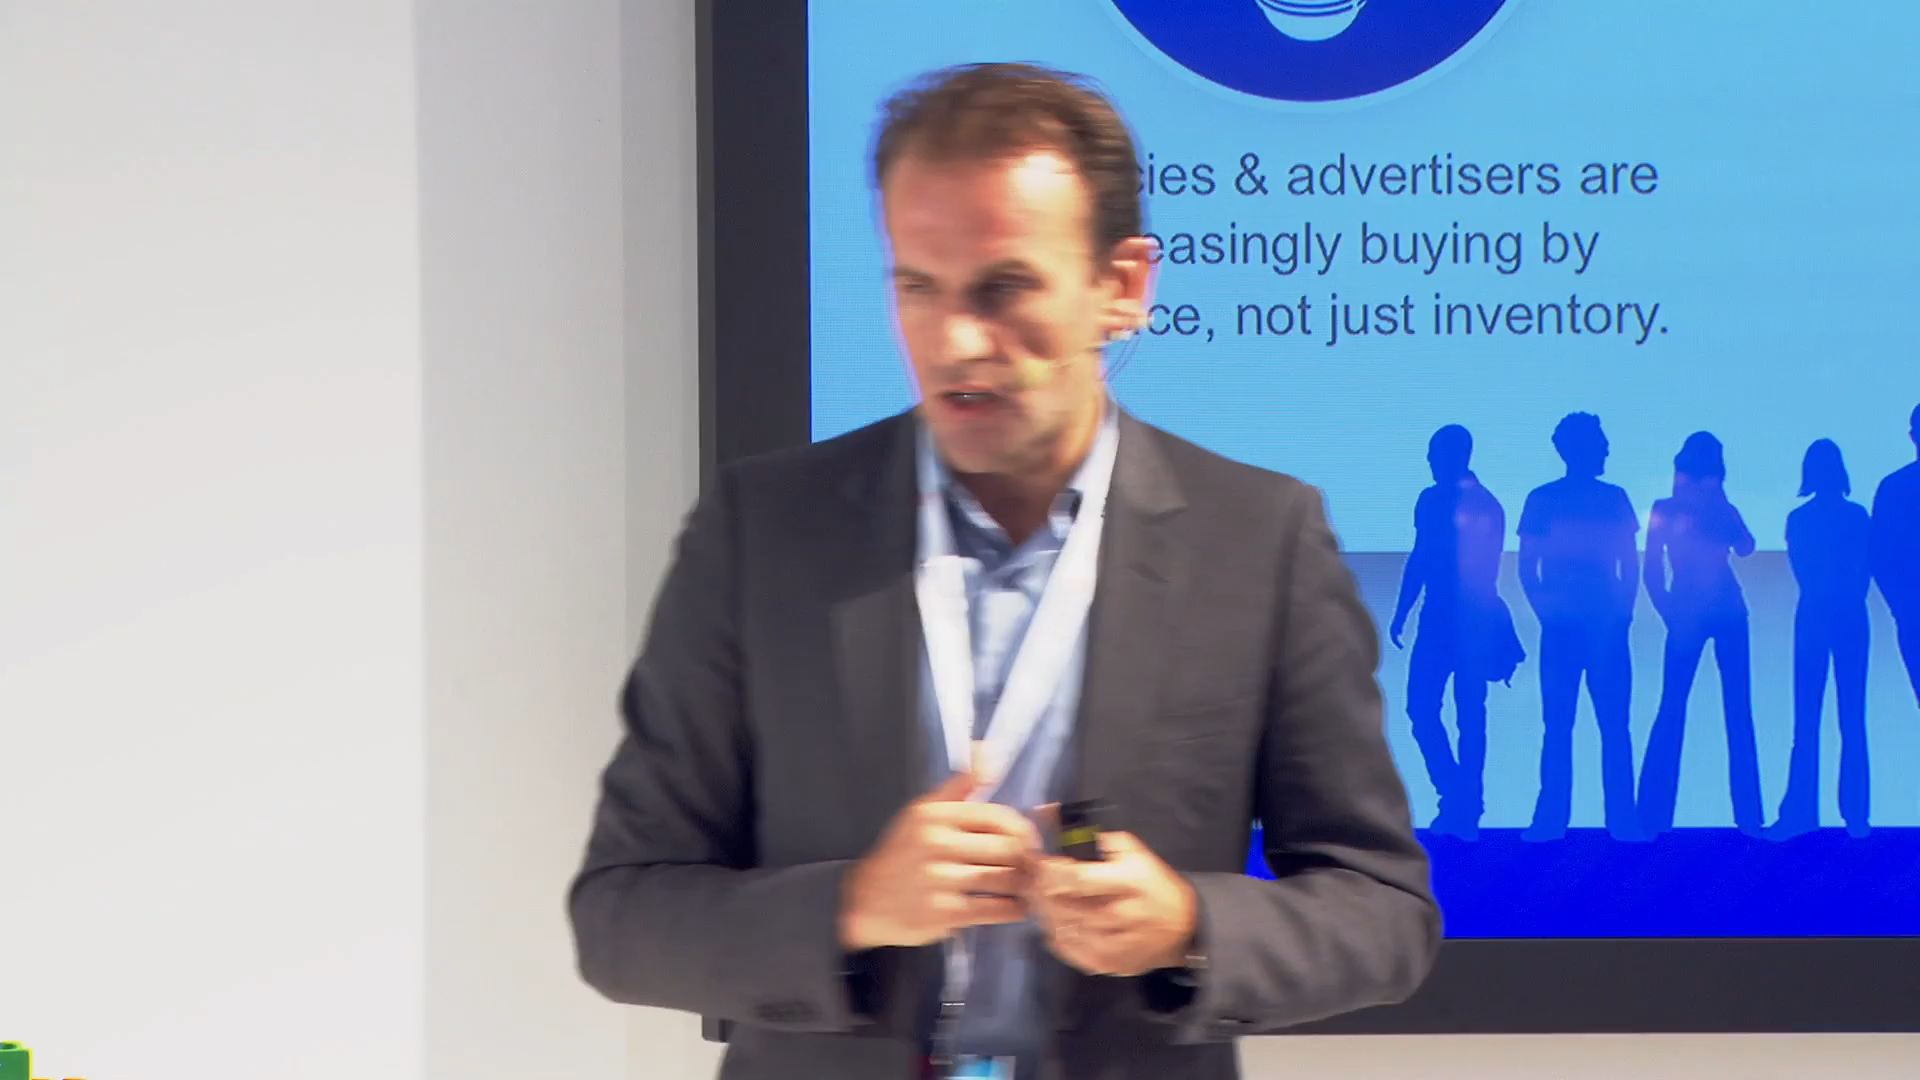 cies & advertisers are
easingly buying by
ce, not just inventory.